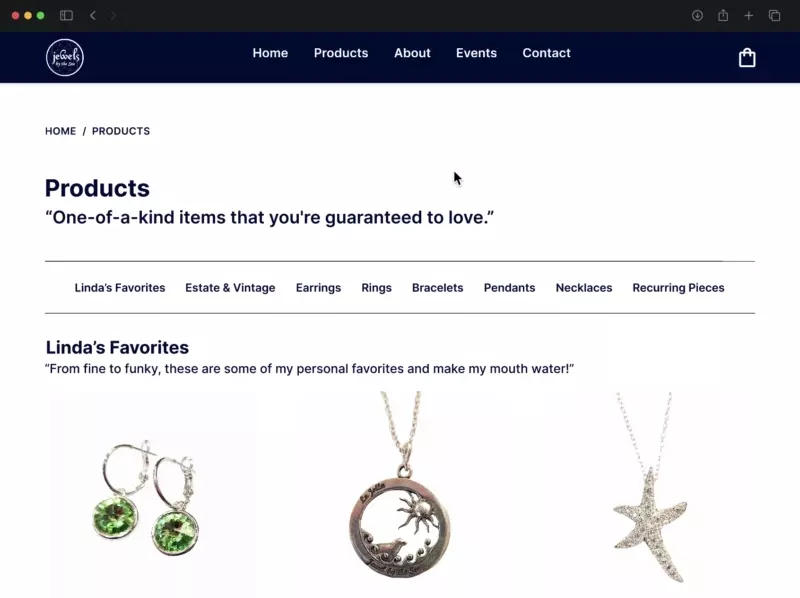 jewels
by the Sea
Home Products About Events Contact
HOME / PRODUCTS
Products
“One-of-a-kind items that you're guaranteed to love.”
Linda’s Favorites Estate & Vintage Earrings Rings Bracelets Pendants Necklaces Recurring Pieces
Linda’s Favorites
“From fine to funky, these are some of my personal favorites and make my mouth water!”
La Jolla